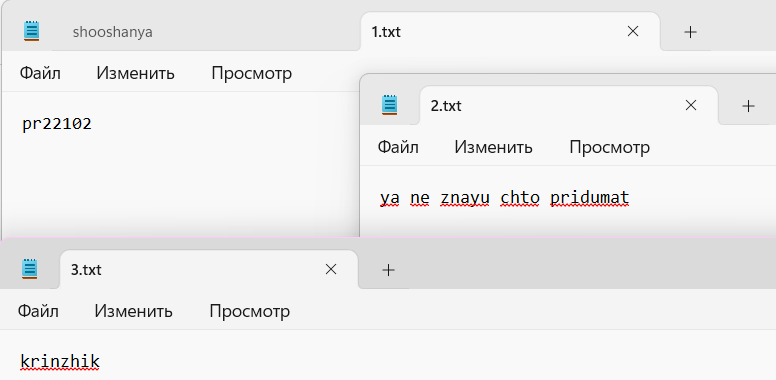 shooshanya 1.txt
Файл Изменить Просмотр
pr22102
2.txt
Файл Изменить Просмотр
ya ne znayu chto pridumat
3.txt
Файл Изменить Просмотр
krinzhik